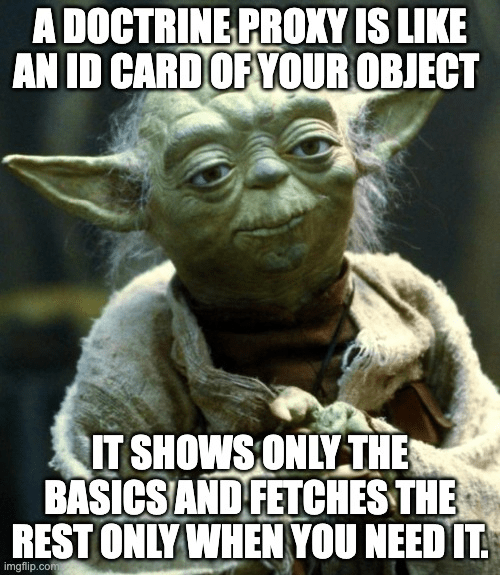 A DOCTRINE PROXY IS LIKE
AN ID CARD OF YOUR OBJECT
IT SHOWS ONLY THE
BASICS AND FETCHES THE
REST ONLY WHEN YOU NEED IT.
imgflip.com